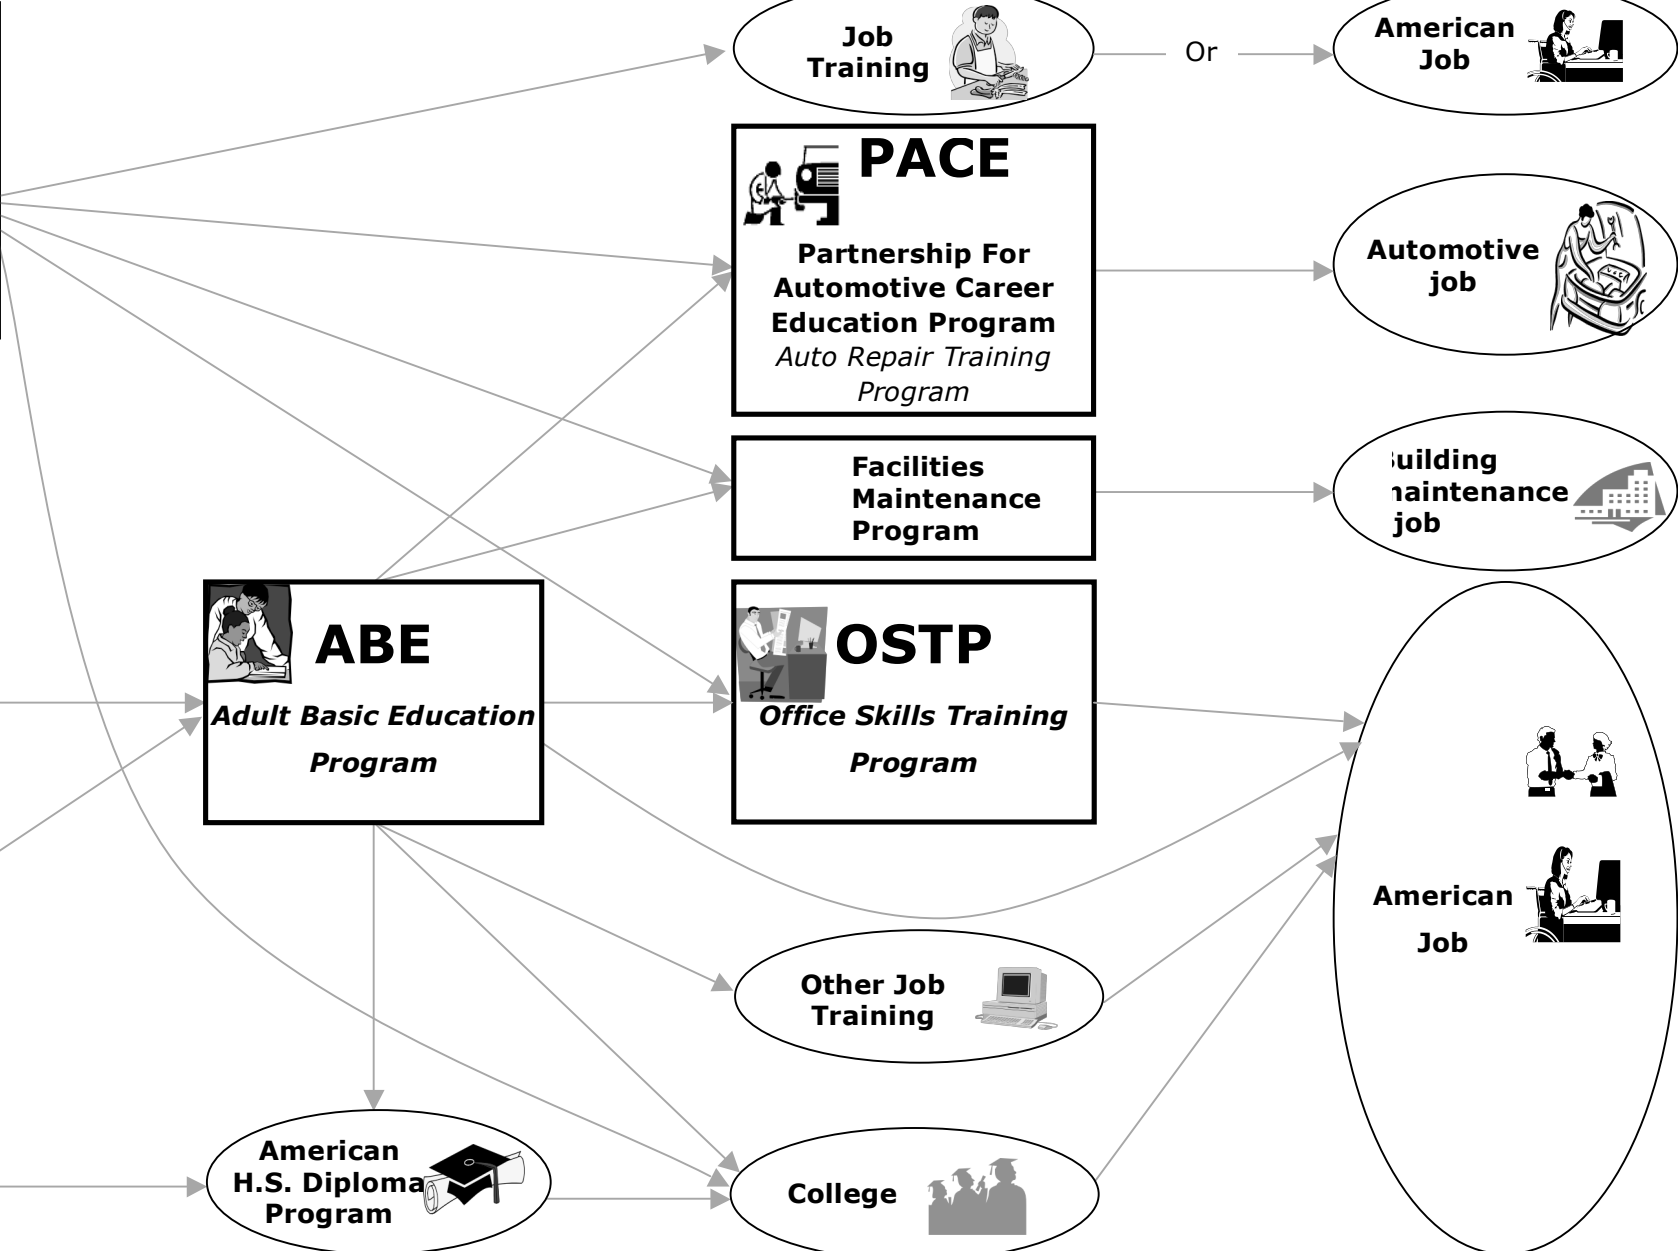 Job
Training
Or
American
Job
PACE
Partnership For
Automotive Career
Education Program
Auto Repair Training
Program
Automotive
job
Facilities
Maintenance
Program
uilding
aintenance
job
ABE
Adult Basic Education
Program
OSTP
Office Skills Training
Program
American
Job
Other Job
Training
American
H.S. Diploma
Program
College